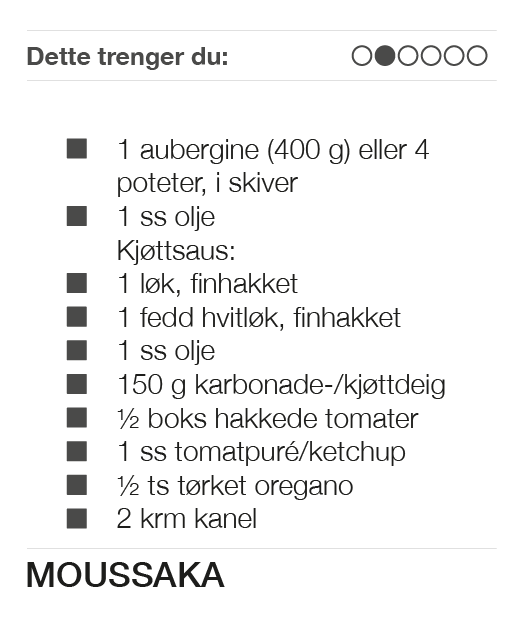 Dette trenger du:
1 aubergine (400 g) eller 4
poteter, i skiver
1 ss olje
Kjøttsaus:
1 løk, finhakket
1 fedd hvitløk, finhakket
1 ss olje
150 g karbonade-/kjøttdeig
½ boks hakkede tomater
1 ss tomatpuré/ketchup
½ ts tørket oregano
2 krm kanel
MOUSSAKA